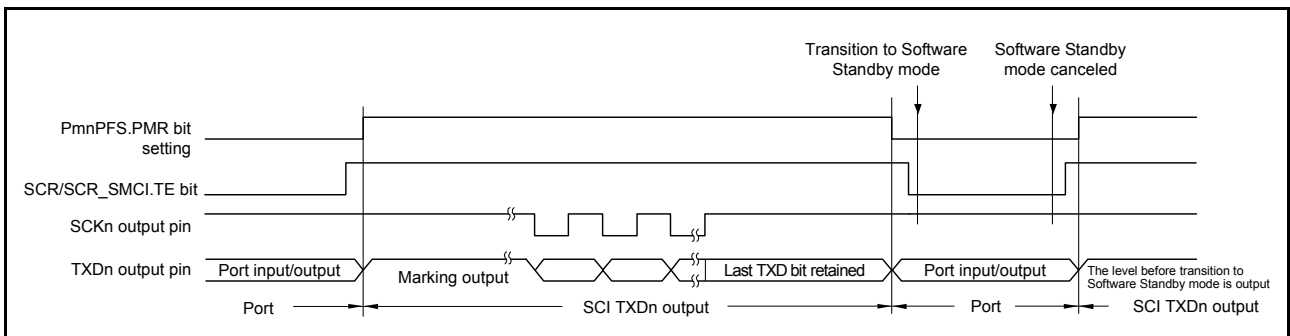 Transition to Software
Standby mode
Software Standby
mode canceled
PmnPFS.PMR bit
setting
SCR/SCR_SMCI.TE bit
SCKn output pin
TXDn output pin
Port input/output
Marking output
Last TXD bit retained
Port input/output
The level before transition to
Software Standby mode is output
Port
SCI TXDn output
Port
SCI TXDn output